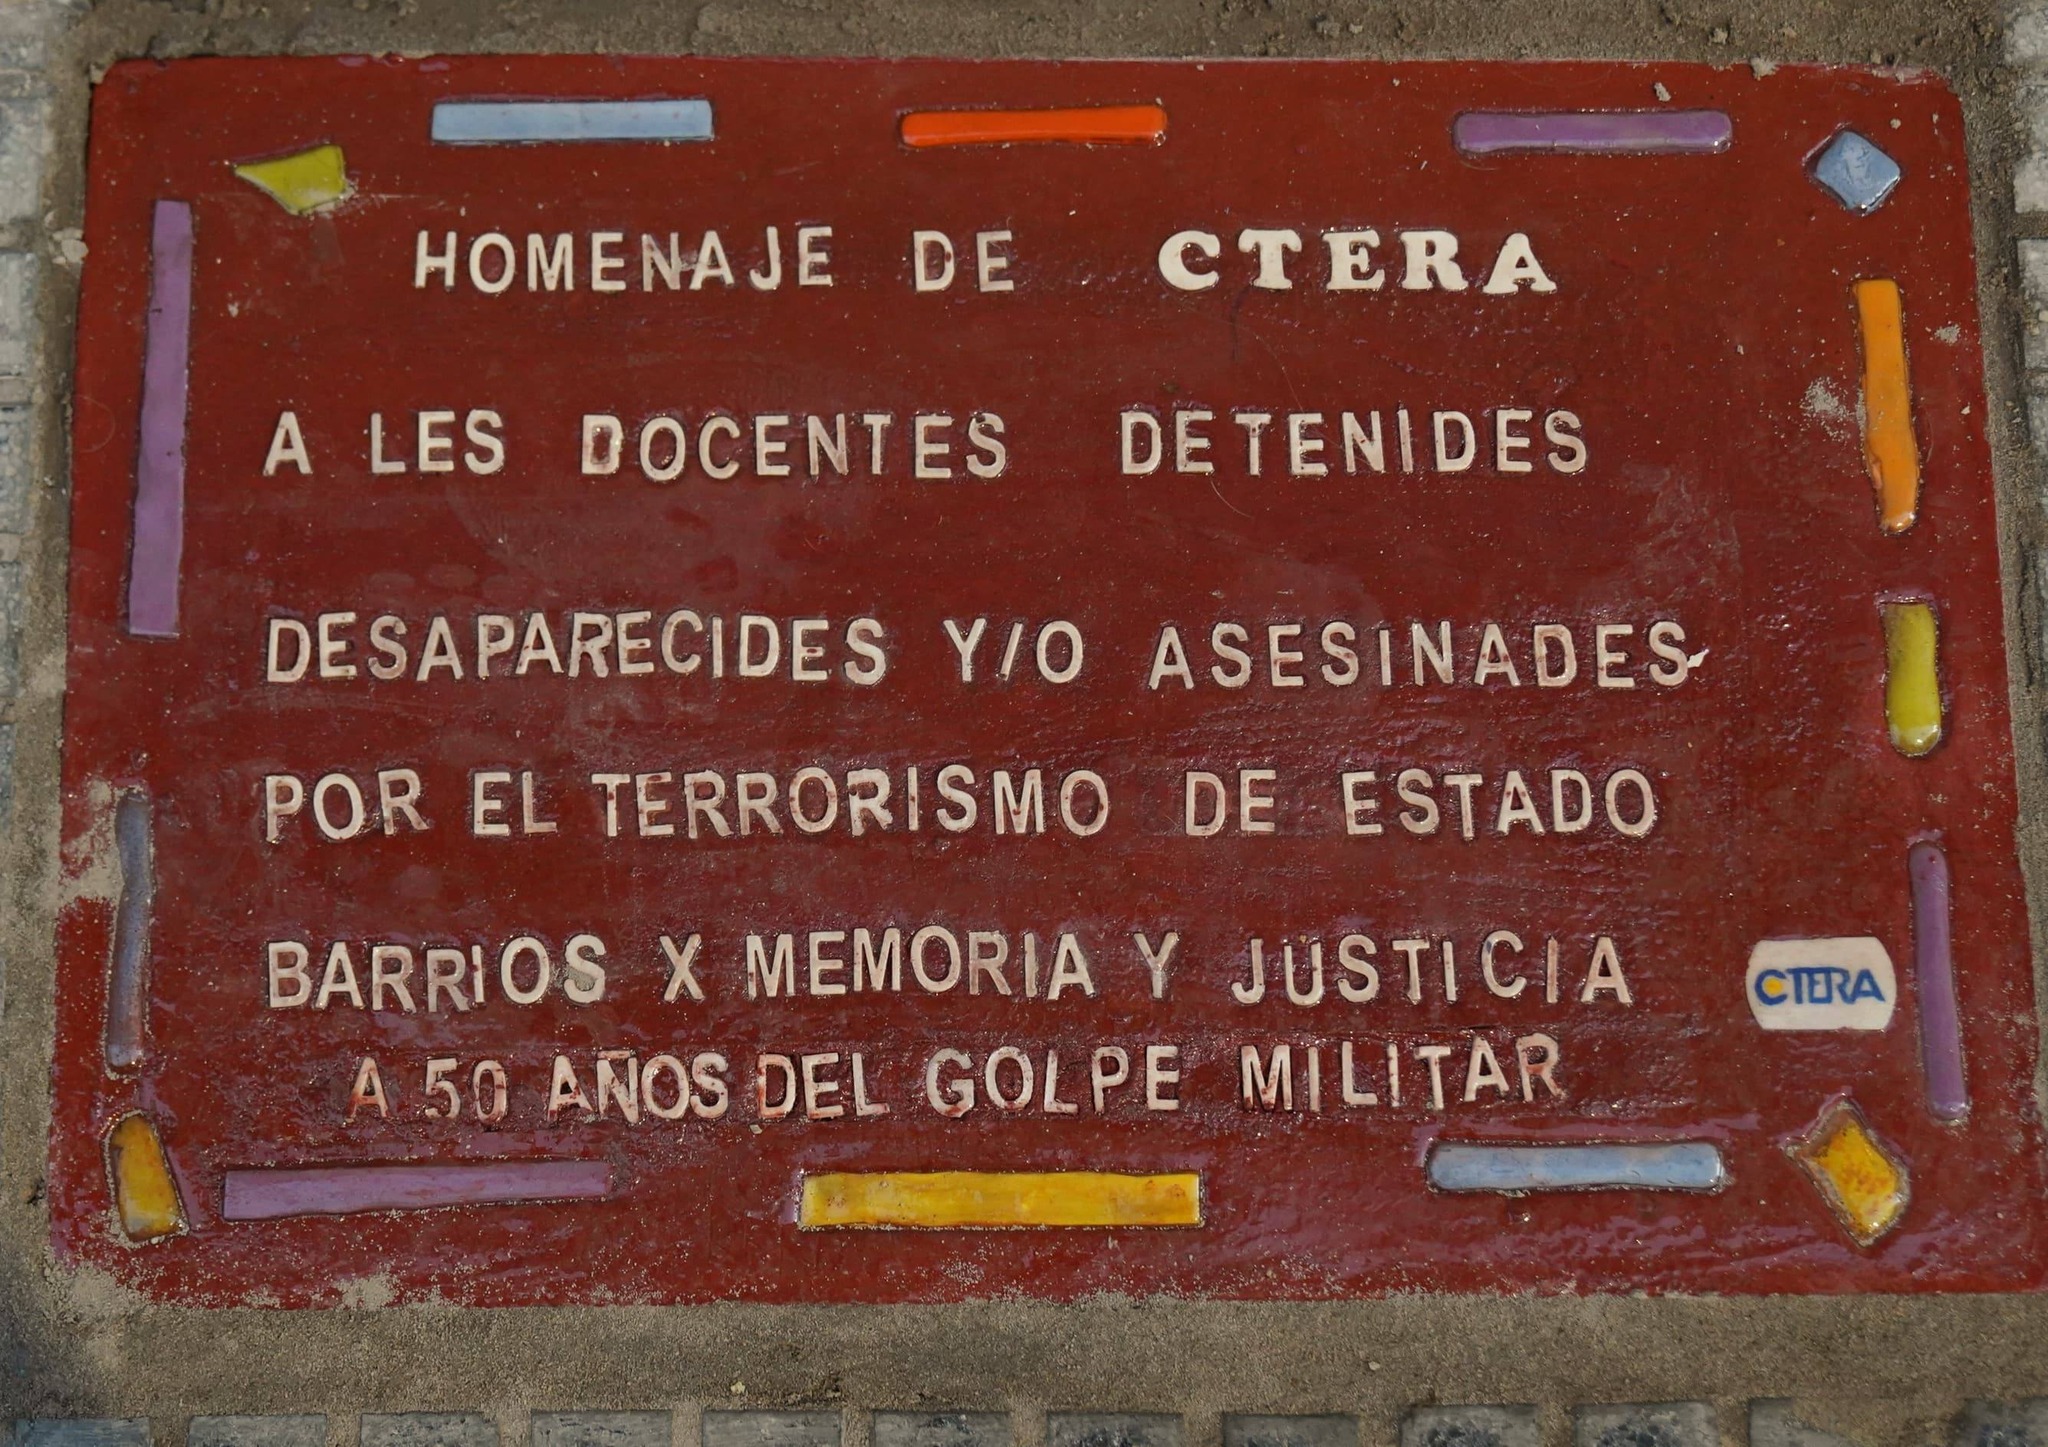 HOMENAJE DE CTERA
A LES DOCENTES DETENIDES
DESAPARECIDES Y/O ASESINADES
POR EL TERRORISMO DE ESTADO
BARRIOS X MEMORIA Y JUSTICIA
CTERA
A 50 AÑOS DEL GOLPE MILITAR